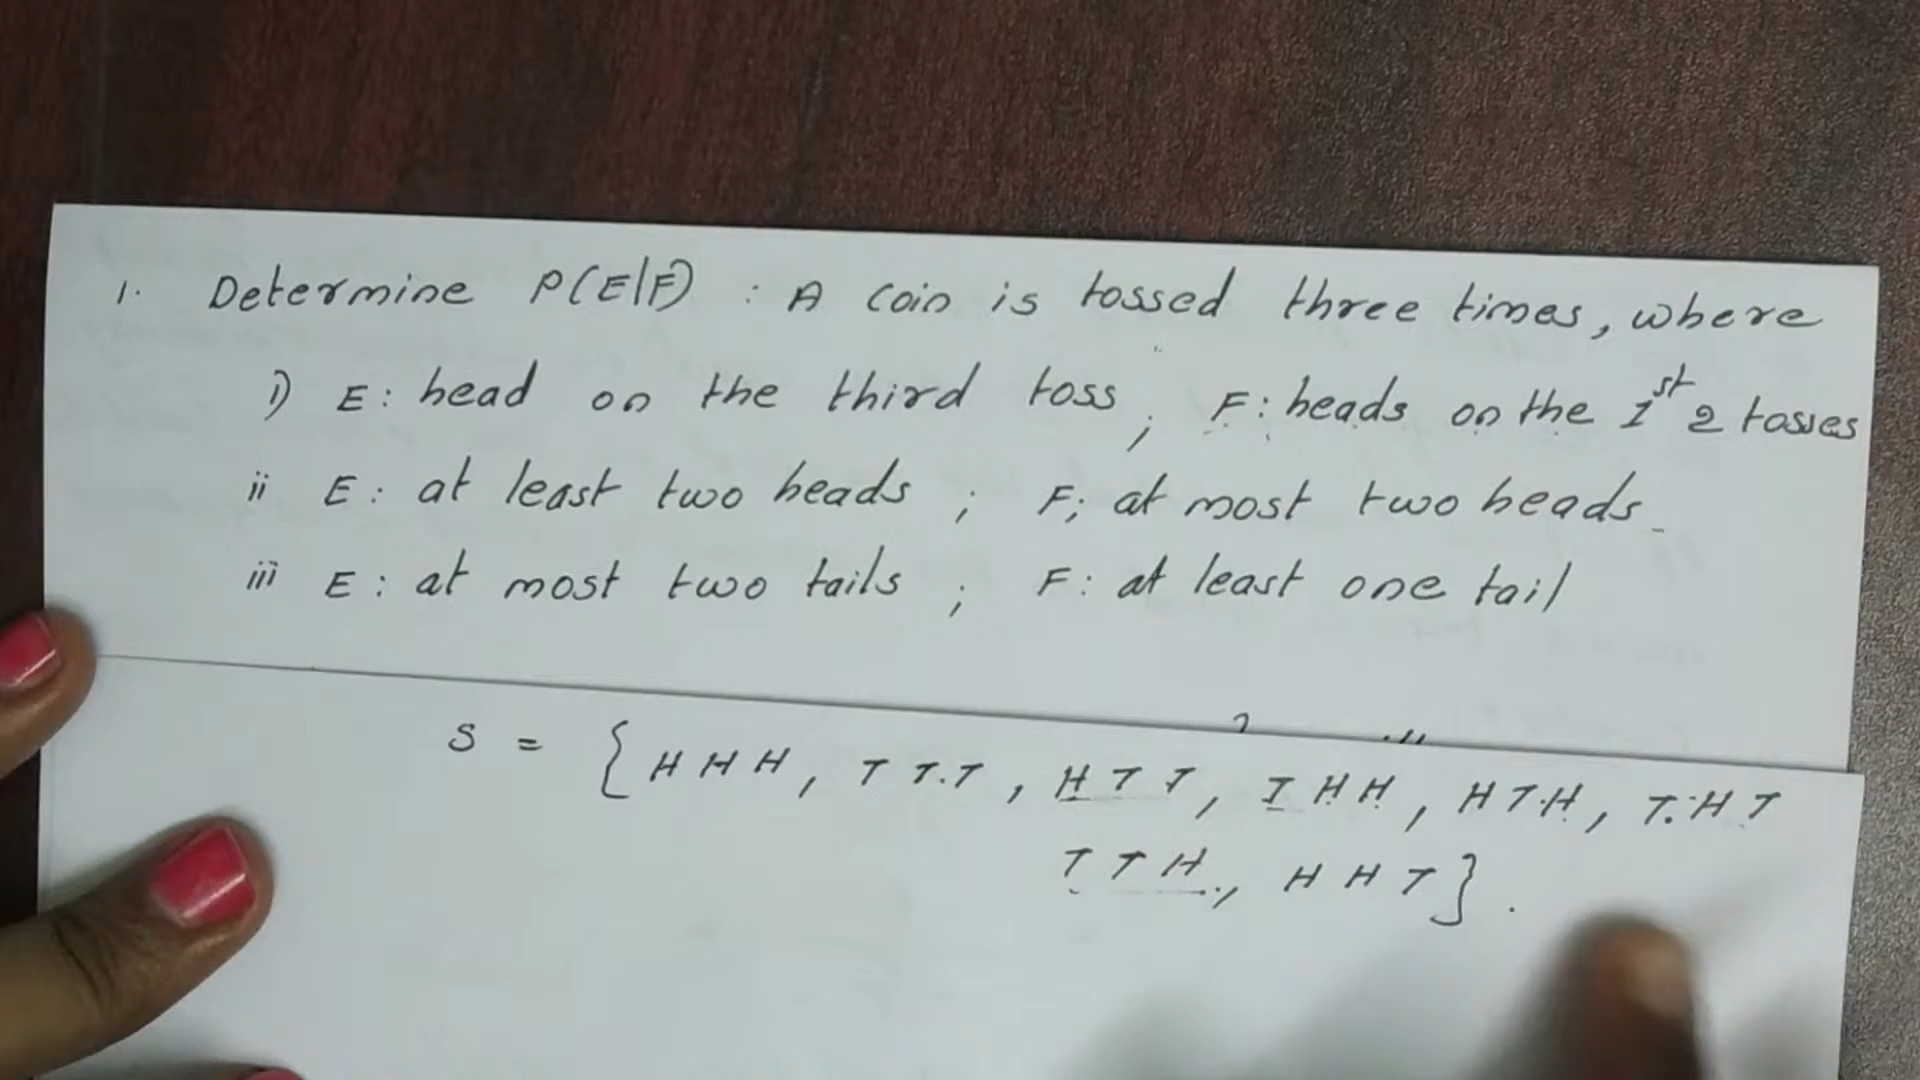 1. Determine P(E|F) : A coin is tossed three times, where
i) E: head on the third toss ; F: heads on the 1st 2 tosses
ii E: at least two heads ; F; at most two heads
iii E: at most two tails ; F: at least one tail
S = {HHH, TTT, HTT, THH, HTH, THT
TTH, HHT}.